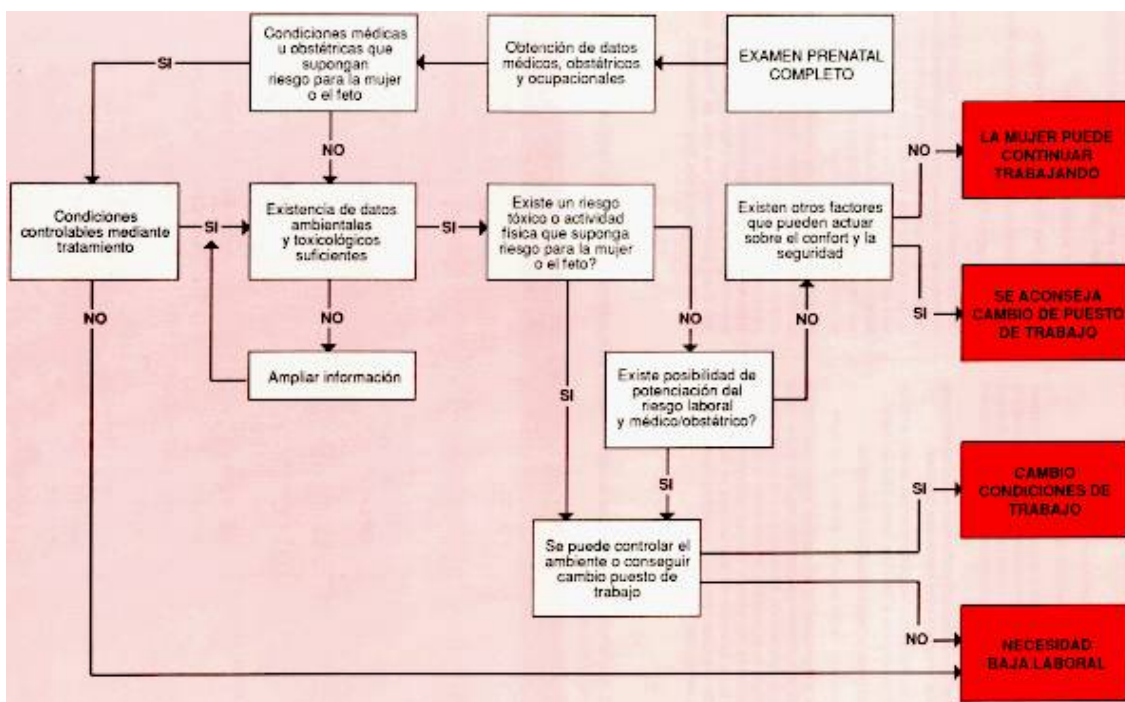 Condiciones médicas
u obstétricas que
supongan
riesgo para la mujer
o el feto
Obtención de datos
médicos, obstátricos
y ocupacionales
EXAMEN PRENATAL
COMPLETO
SI
NO
LA MUJER PUEDE
CONTINUAR
TRABAJANDO
NO
Condiciones
controlables mediante
tratamiento
SI
Existencia de datos
ambientales
y toxicológicos
suficientes
SI
Existe un riesgo
tóxico o actividad
física que suponga
riesgo para la mujer
o el feto?
Existen otros factores
que pueden actuar
sobre el confort y la
seguridad
SE ACONSEJA
CAMBIO DE PUESTO
DE TRABAJO
SI
NO
NO
NO
NO
Ampliar información
SI
Existe posibilidad de
potenciación del
riesgo laboral
y médico/obstátrico?
SI
CAMBIO
CONDICIONES DE
TRABAJO
SI
Se puede controlar el
ambiente o conseguir
cambio puesto de
trabajo
NO
NECESIDAD
BAJA LABORAL